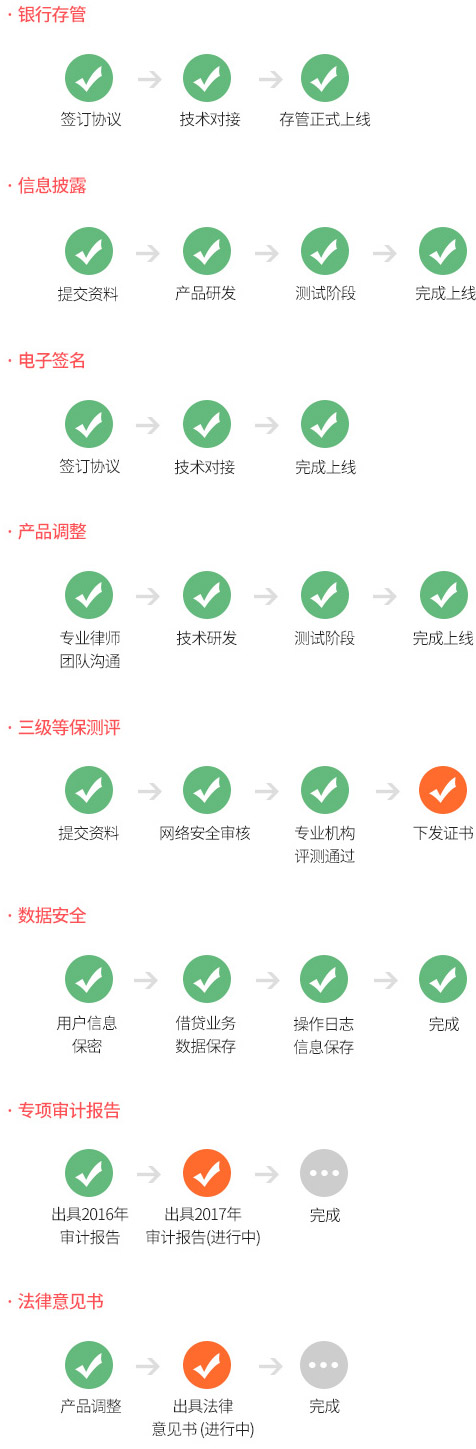 · 银行存管
签订协议 技术对接 存管正式上线
· 信息披露
提交资料 产品研发 测试阶段 完成上线
· 电子签名
签订协议 技术对接 完成上线
· 产品调整
专业律师 技术研发 测试阶段 完成上线
团队沟通
· 三级等保测评
提交资料 网络安全审核 专业机构 下发证书
评测通过
· 数据安全
用户信息 借贷业务 操作日志 完成
保密 数据保存 信息保存
· 专项审计报告
出具2016年 出具2017年 完成
审计报告 审计报告(进行中)
· 法律意见书
产品调整 出具法律 完成
意见书 (进行中)